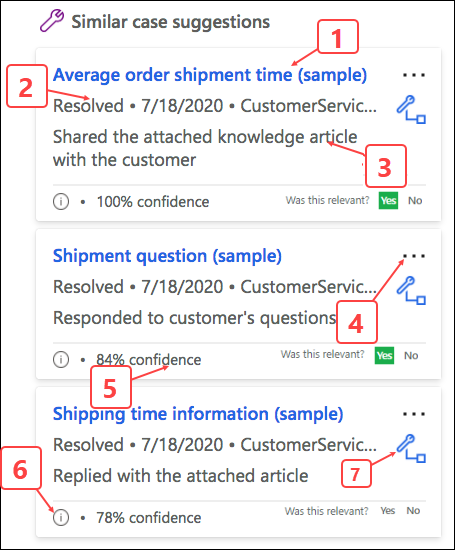 Similar case suggestions
1
Average order shipment time (sample)
2
Resolved • 7/18/2020 • CustomerServic...
Shared the attached knowledge article
with the customer
3
100% confidence
Was this relevant? Yes No
Shipment question (sample)
Resolved • 7/18/2020 • CustomerServic...
4
Responded to customer's questions
84% confidence
Was this relevant? Yes No
5
Shipping time information (sample)
Resolved • 7/18/2020 • CustomerServic...
6
Replied with the attached article
7
78% confidence
Was this relevant? Yes No